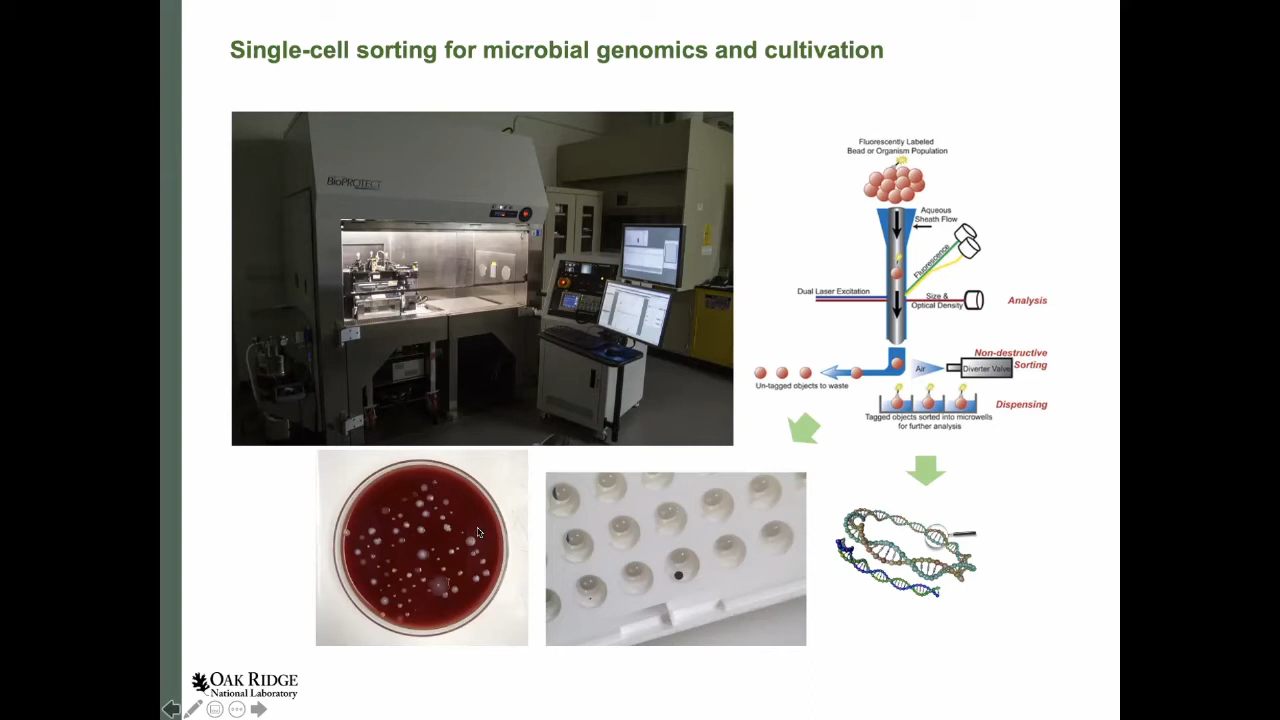 Single-cell sorting for microbial genomics and cultivation
BioPROTECT
Fluorescently Labeled
Bead or Organism Population
Aqueous
Sheath Flow
Fluorescence
Dual Laser Excitation
Size &
Optical Density
Analysis
Non-destructive
Sorting
Air
Diverter Valve
Un-tagged objects to waste
Dispensing
Tagged objects sorted into microwells
for further analysis
OAK RIDGE
National Laboratory